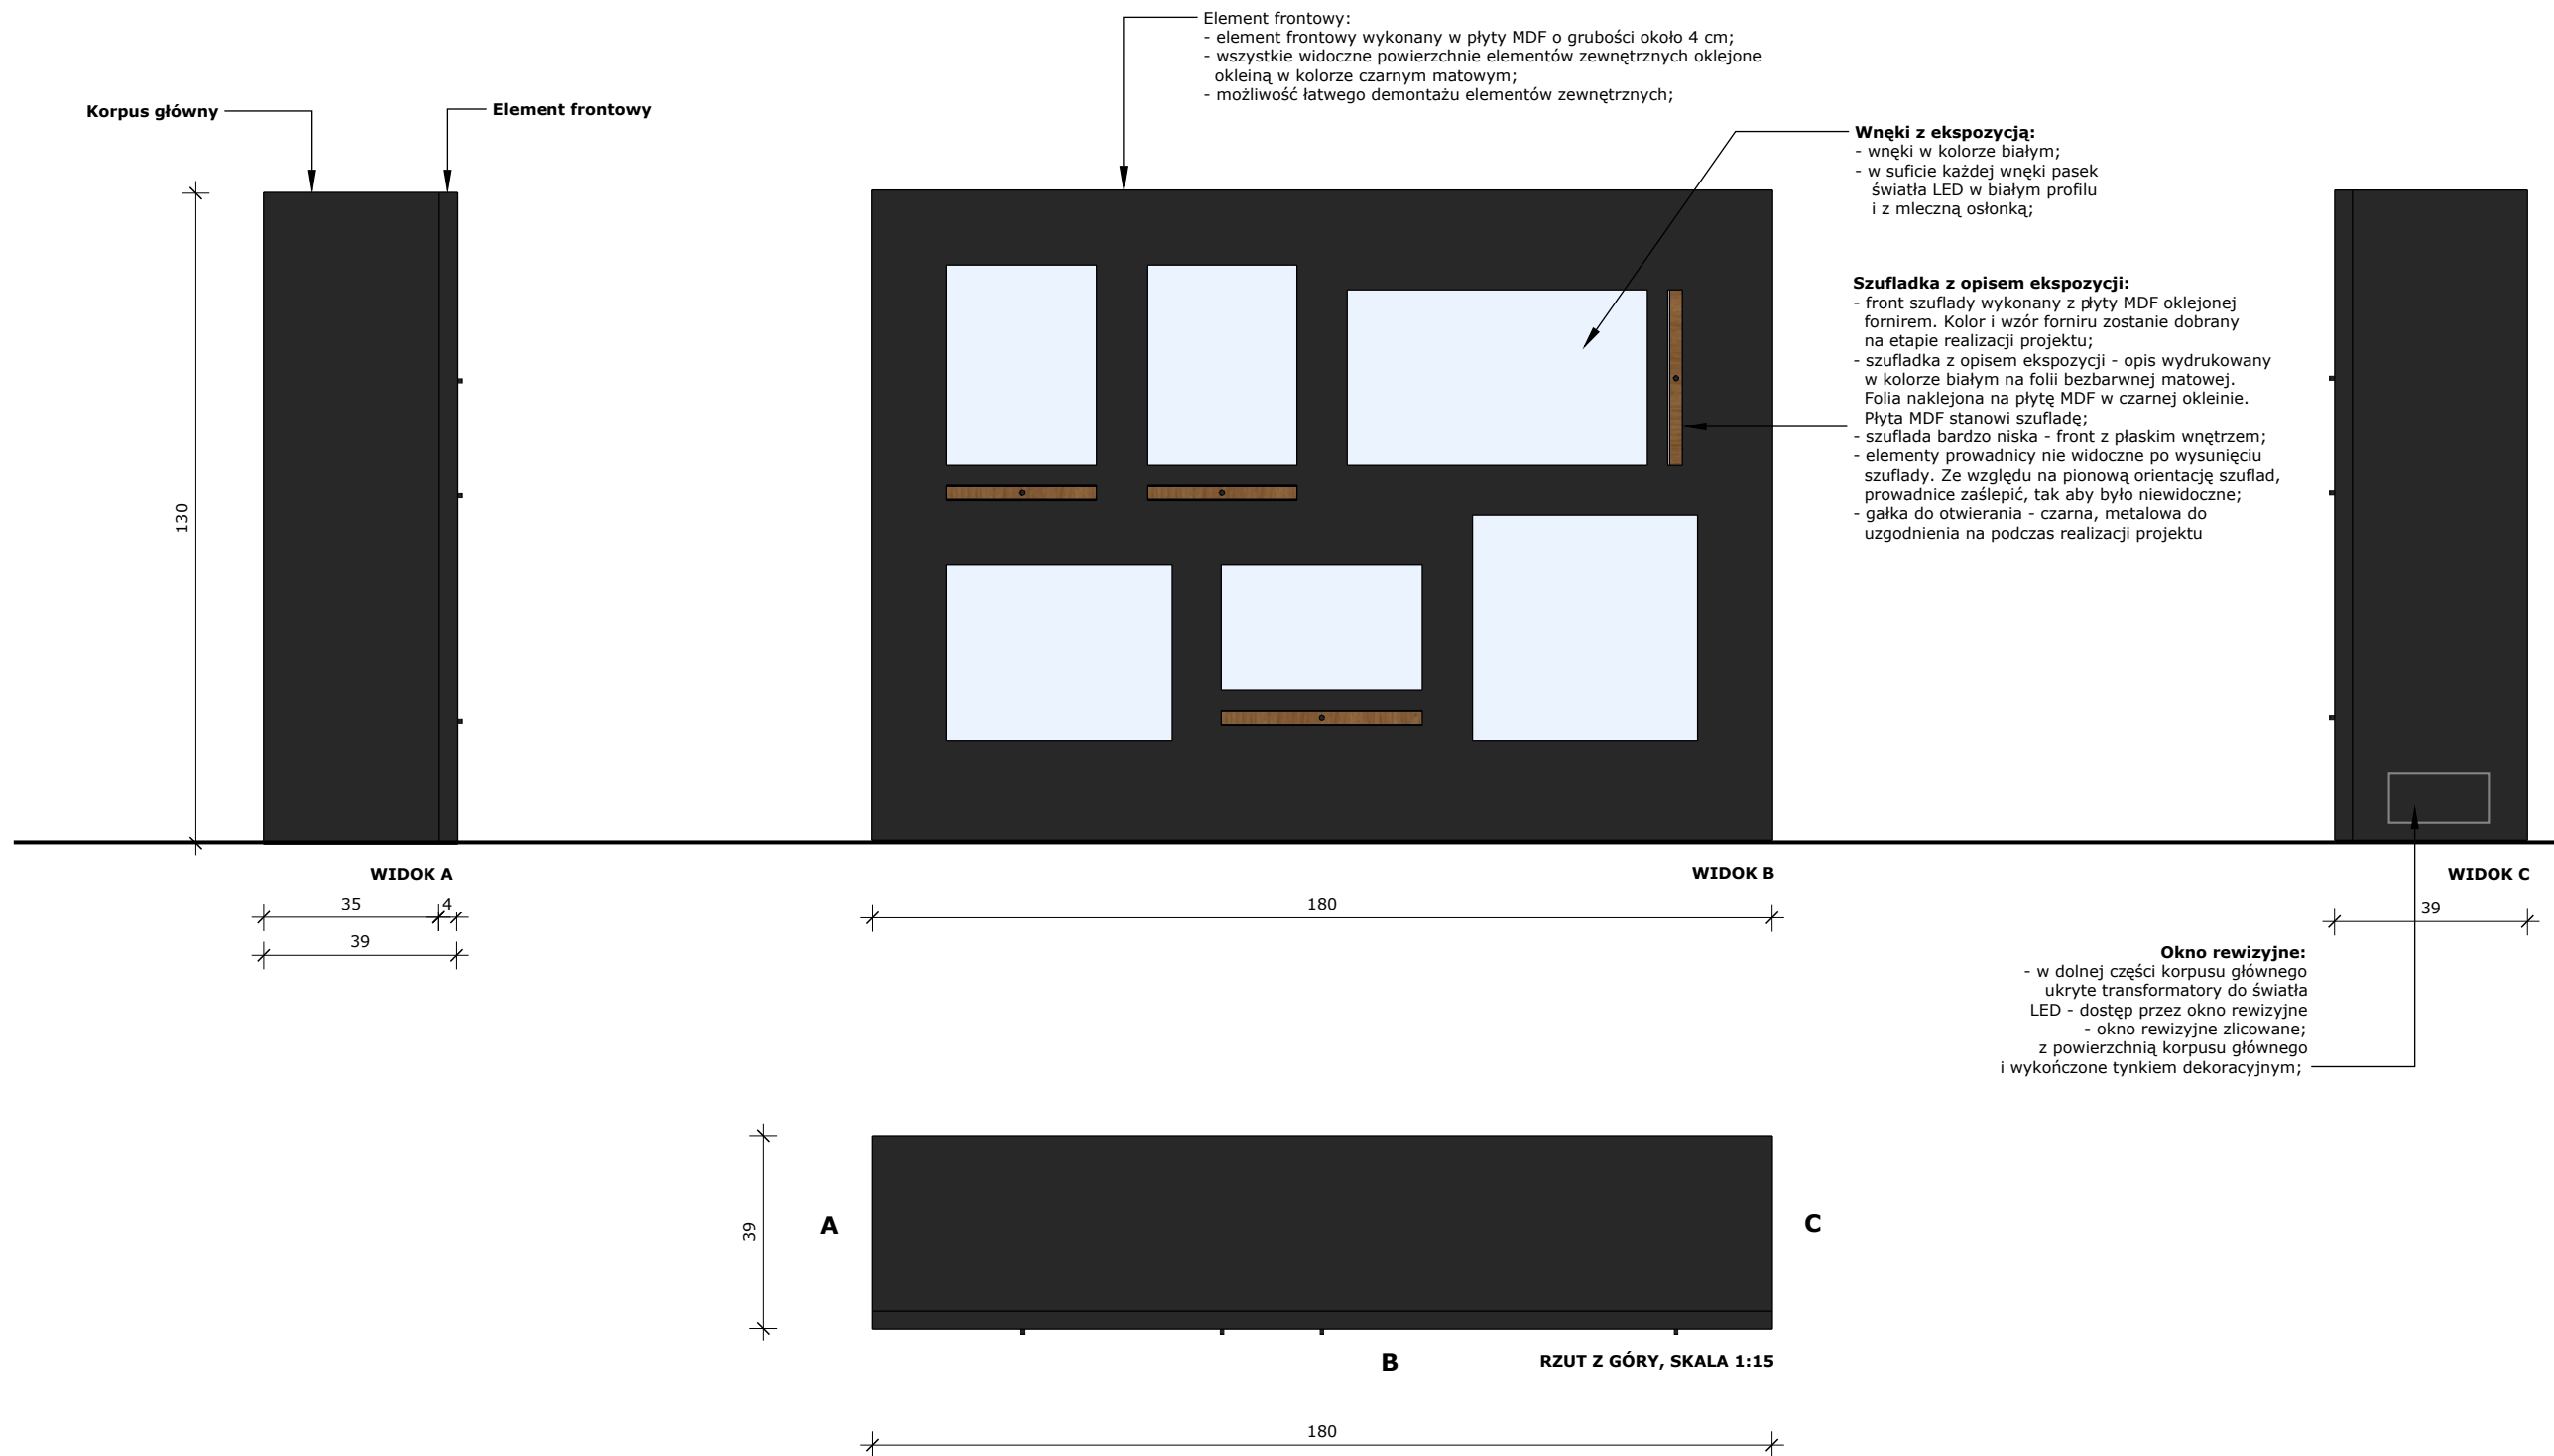 Element frontowy:
- element frontowy wykonany w płyty MDF o grubości około 4 cm;
- wszystkie widoczne powierzchnie elementów zewnętrznych oklejone
okleiną w kolorze czarnym matowym;
- możliwość łatwego demontażu elementów zewnętrznych;
Korpus główny
Element frontowy
Wnęki z ekspozycją:
- wnęki w kolorze białym;
- w suficie każdej wnęki pasek
światła LED w białym profilu
i z mleczną osłonką;
Szufladka z opisem ekspozycji:
- front szuflady wykonany z płyty MDF oklejonej
fornirem. Kolor i wzór forniru zostanie dobrany
na etapie realizacji projektu;
- szufladka z opisem ekspozycji - opis wydrukowany
w kolorze białym na folii bezbarwnej matowej.
Folia naklejona na płytę MDF w czarnej okleinie.
Płyta MDF stanowi szufladę;
- szuflada bardzo niska - front z płaskim wnętrzem;
- elementy prowadnicy nie widoczne po wysunięciu
szuflady. Ze względu na pionową orientację szuflad,
prowadnice zaślepić, tak aby było niewidoczne;
- gałka do otwierania - czarna, metalowa do
uzgodnienia na podczas realizacji projektu
130
WIDOK A
WIDOK B
WIDOK C
35
4
39
180
39
Okno rewizyjne:
- w dolnej części korpusu głównego
ukryte transformatory do światła
LED - dostęp przez okno rewizyjne
- okno rewizyjne zlicowane;
z powierzchnią korpusu głównego
i wykończone tynkiem dekoracyjnym;
39
A
C
B
RZUT Z GÓRY, SKALA 1:15
180